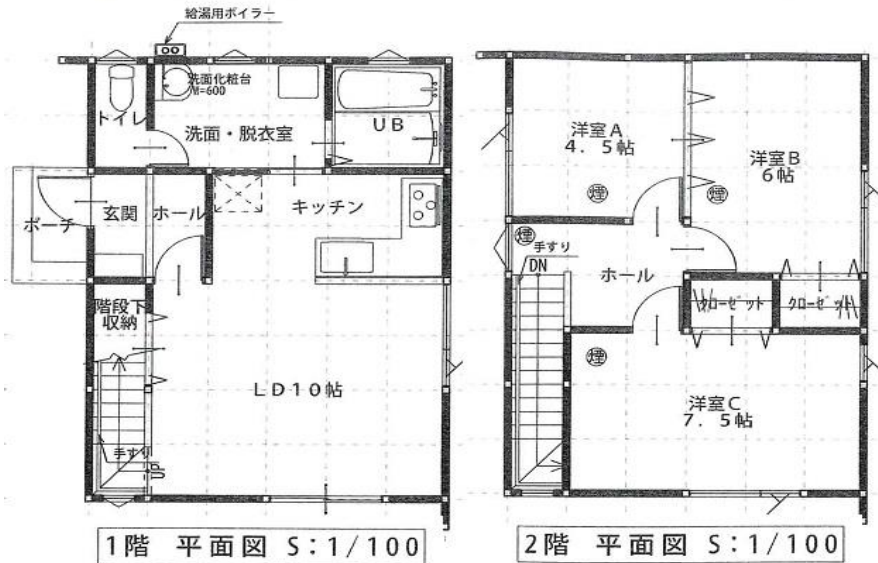 給湯用ボイラー
洗面化粧台
W=600
トイレ
洗面・脱衣室
UB
ポーチ
玄関
ホール
キッチン
階段下
収納
LD10帖
手すり
UP
1階 平面図 S:1/100
洋室A
4.5帖
煙
洋室B
6帖
煙
煙
手すり
DN
ホール
クローゼット
クローゼット
煙
洋室C
7.5帖
2階 平面図 S:1/100